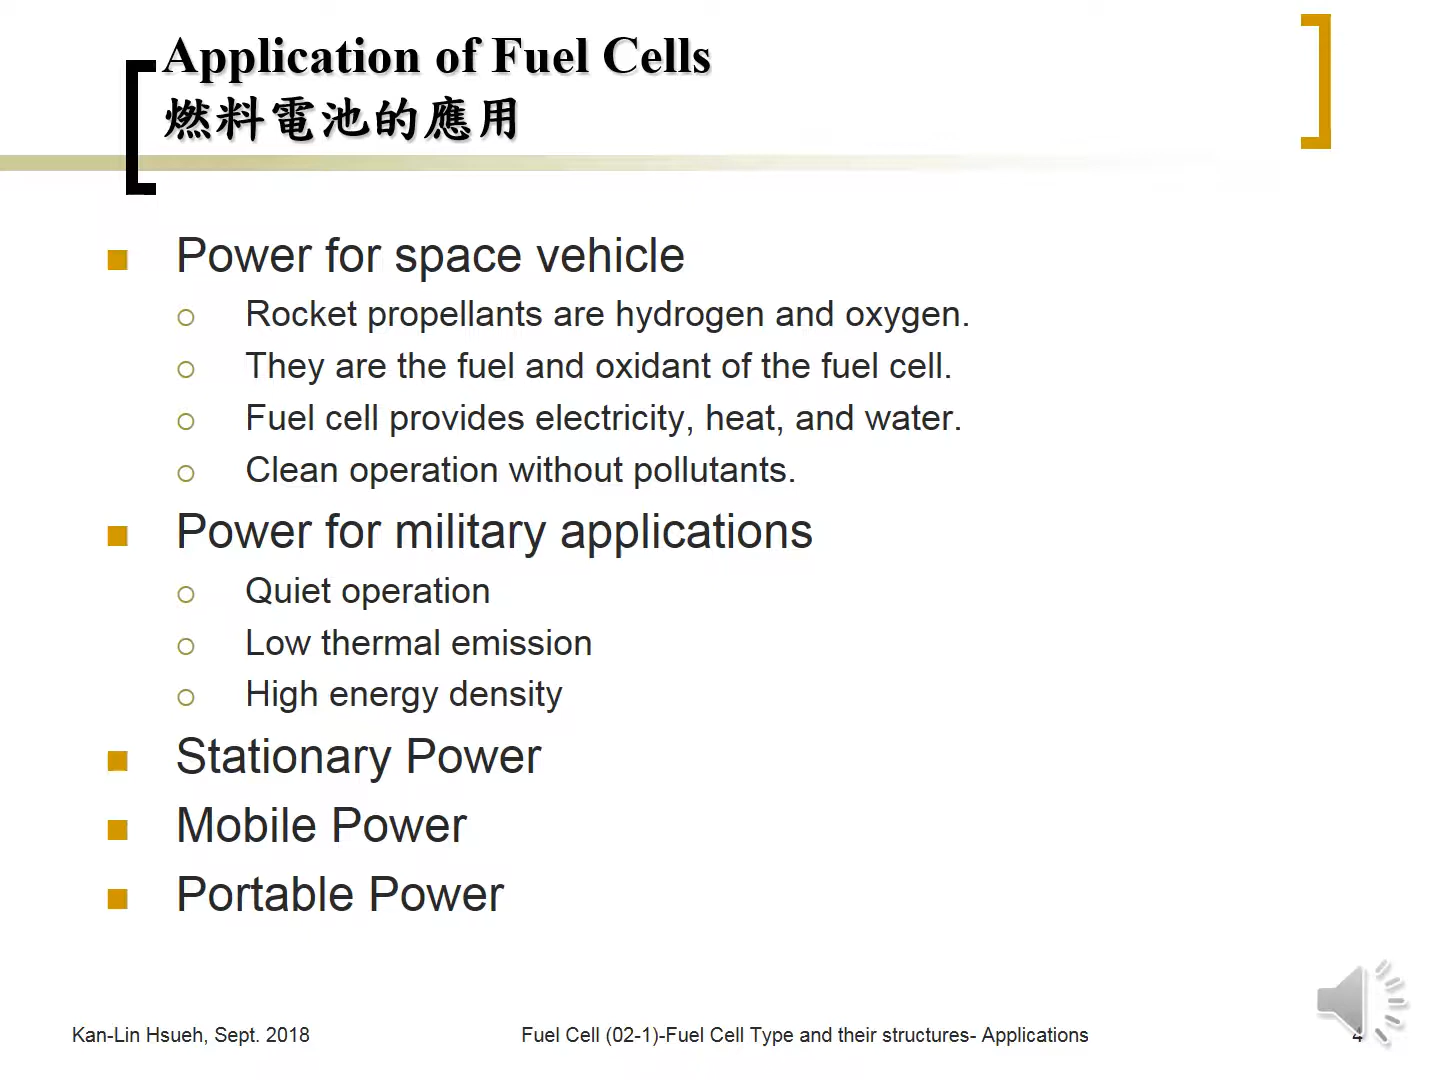 Application of Fuel Cells
燃料電池的應用
Power for space vehicle
Rocket propellants are hydrogen and oxygen.
They are the fuel and oxidant of the fuel cell.
Fuel cell provides electricity, heat, and water.
Clean operation without pollutants.
Power for military applications
Quiet operation
Low thermal emission
High energy density
Stationary Power
Mobile Power
Portable Power
Kan-Lin Hsueh, Sept. 2018
Fuel Cell (02-1)-Fuel Cell Type and their structures- Applications
4